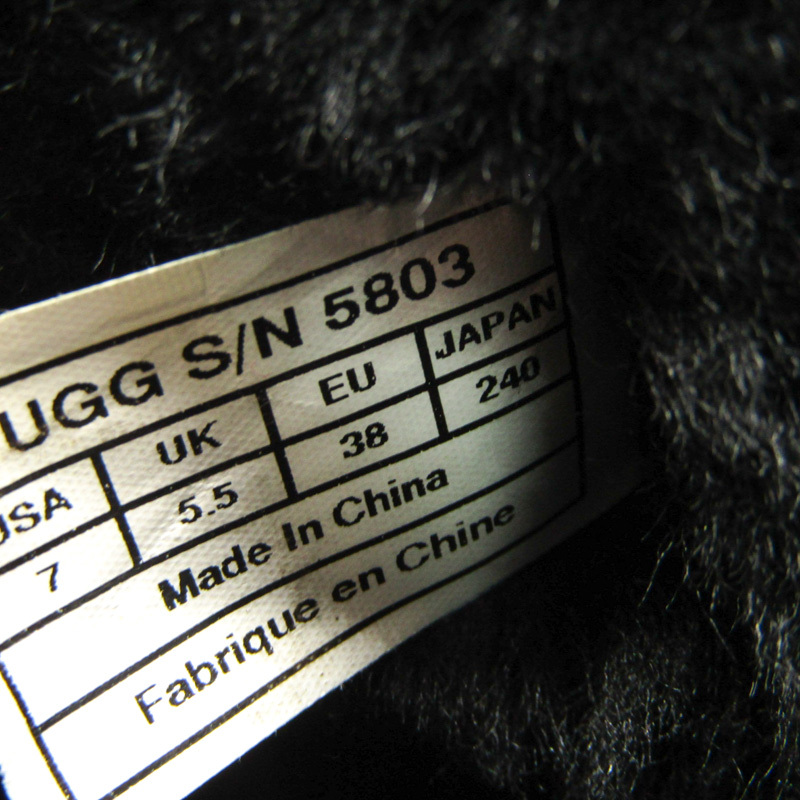 UGG S/N 5803
USA UK EU JAPAN
7 5.5 38 240
Made In China
Fabrique en Chine